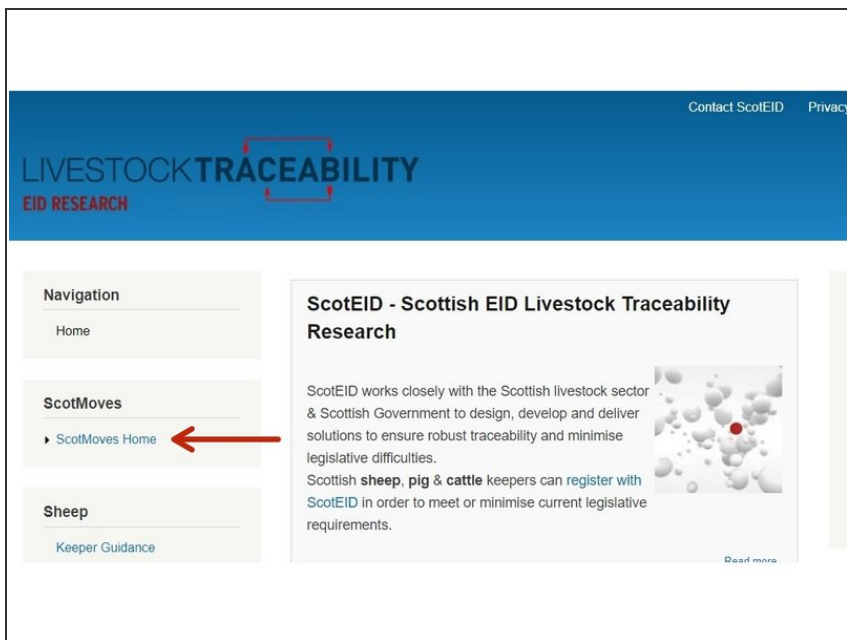 Contact ScotEID Privacy
LIVESTOCKTRACEABILITY
EID RESEARCH
Navigation
Home
ScotMoves
ScotMoves Home
Sheep
Keeper Guidance
ScotEID - Scottish EID Livestock Traceability
Research
ScotEID works closely with the Scottish livestock sector
& Scottish Government to design, develop and deliver
solutions to ensure robust traceability and minimise
legislative difficulties.
Scottish sheep, pig & cattle keepers can register with
ScotEID in order to meet or minimise current legislative
requirements.
Read more